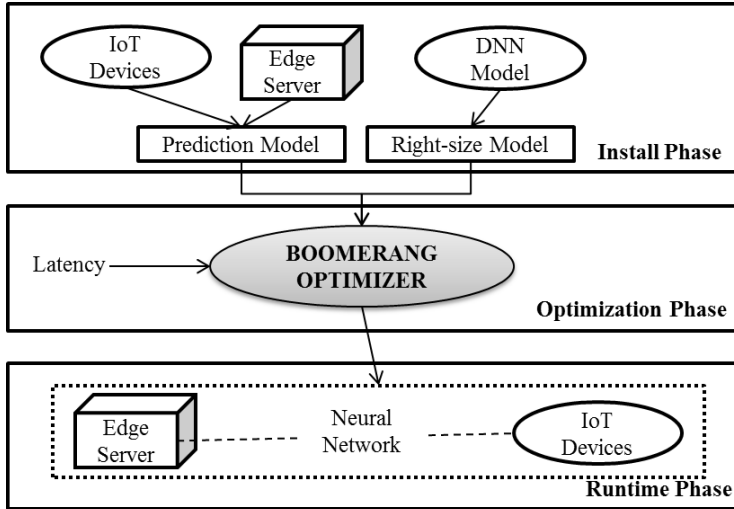 IoT
Devices
Edge
Server
DNN
Model
Prediction Model
Right-size Model
Install Phase
Latency
BOOMERANG
OPTIMIZER
Optimization Phase
Edge
Server
Neural
Network
IoT
Devices
Runtime Phase